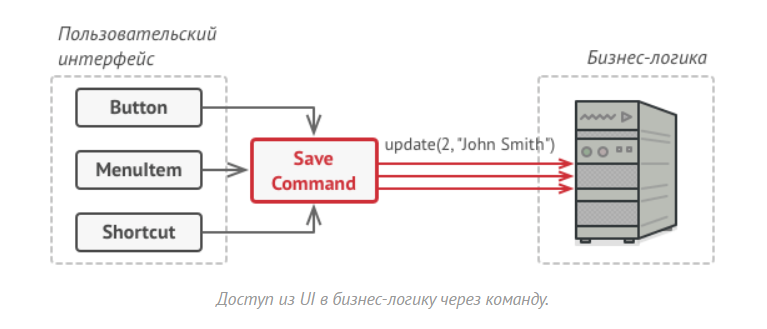 Пользовательский
интерфейс
Бизнес-логика
Button
MenuItem
Shortcut
Save
Command
update(2, "John Smith")
Доступ из UI в бизнес-логику через команду.